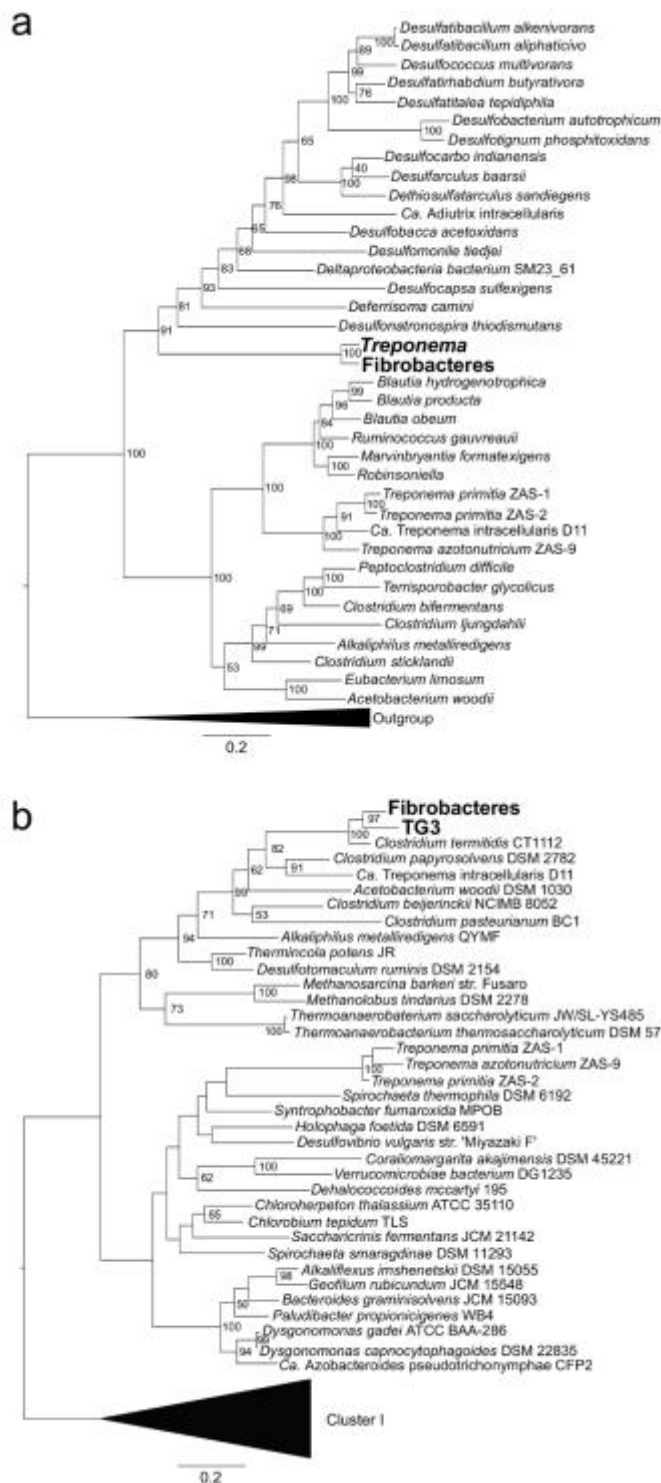 a
Desulfatibacillum alkenivorans
100
Desulfatibacillum aliphaticivo
89
Desulfococcus multivorans
99
Desulfatirhabdium butyrativora
100
76
Desulfatitalea tepidiphila
Desulfobacterium autotrophicum
100
65
Desulfotignum phosphitoxidans
Desulfocarbo indianensis
98
40
Desulfarculus baarsii
100
Dethiosulfatarculus sandiegens
76
Ca. Adiutrix intracellularis
65
Desulfobacca acetoxidans
68
Desulfomonile tiedjei
83
Deltaproteobacteria bacterium SM23_61
93
Desulfocapsa sulfexigens
81
Deferrisoma camini
91
Desulfonatronospira thiodismutans
Treponema
100
Fibrobacteres
Blautia hydrogenotrophica
99
98
Blautia producta
84
Blautia obeum
100
Ruminococcus gauvreauii
100
Marvinbryantia formatexigens
100
100
Robinsoniella
Treponema primitia ZAS-1
100
91
Treponema primitia ZAS-2
100
Ca. Treponema intracellularis D11
Treponema azotonutricium ZAS-9
100
Peptoclostridium difficile
100
100
Terrisporobacter glycolicus
69
Clostridium bifermentans
71
Clostridium ljungdahlii
99
Alkaliphilus metalliredigens
53
Clostridium sticklandii
Eubacterium limosum
100
Acetobacterium woodii
Outgroup
0.2
b
Fibrobacteres
97
TG3
100
82
Clostridium termitidis CT1112
62
Clostridium papyrosolvens DSM 2782
91
Ca. Treponema intracellularis D11
99
Acetobacterium woodii DSM 1030
71
Clostridium beijerinckii NCIMB 8052
53
Clostridium pasteurianum BC1
94
Alkaliphilus metalliredigens QYMF
Thermincola potens JR
80
100
Desulfotomaculum ruminis DSM 2154
Methanosarcina barkeri str. Fusaro
100
73
Methanolobus tindarius DSM 2278
Thermoanaerobaterium saccharolyticum JW/SL-YS485
100
Thermoanaerobacterium thermosaccharolyticum DSM 57
Treponema primitia ZAS-1
100
Treponema azotonutricium ZAS-9
Treponema primitia ZAS-2
Spirochaeta thermophila DSM 6192
Syntrophobacter fumaroxida MPOB
Holophaga foetida DSM 6591
Desulfovibrio vulgaris str. 'Miyazaki F'
Coraliomargarita akajimensis DSM 45221
100
62
Verrucomicrobiae bacterium DG1235
Dehalococcoides mccartyi 195
Chloroherpeton thalassium ATCC 35110
65
Chlorobium tepidum TLS
Saccharicrinis fermentans JCM 21142
Spirochaeta smaragdinae DSM 11293
Alkaliflexus imshenetskii DSM 15055
98
Geofilum rubicundum JCM 15548
Bacteroides graminisolvens JCM 15093
Paludibacter propionicigenes WB4
100
Dysgonomonas gadei ATCC BAA-286
94
Dysgonomonas capnocytophagoides DSM 22835
Ca. Azobacteroides pseudotrichonymphae CFP2
Cluster I
0.2